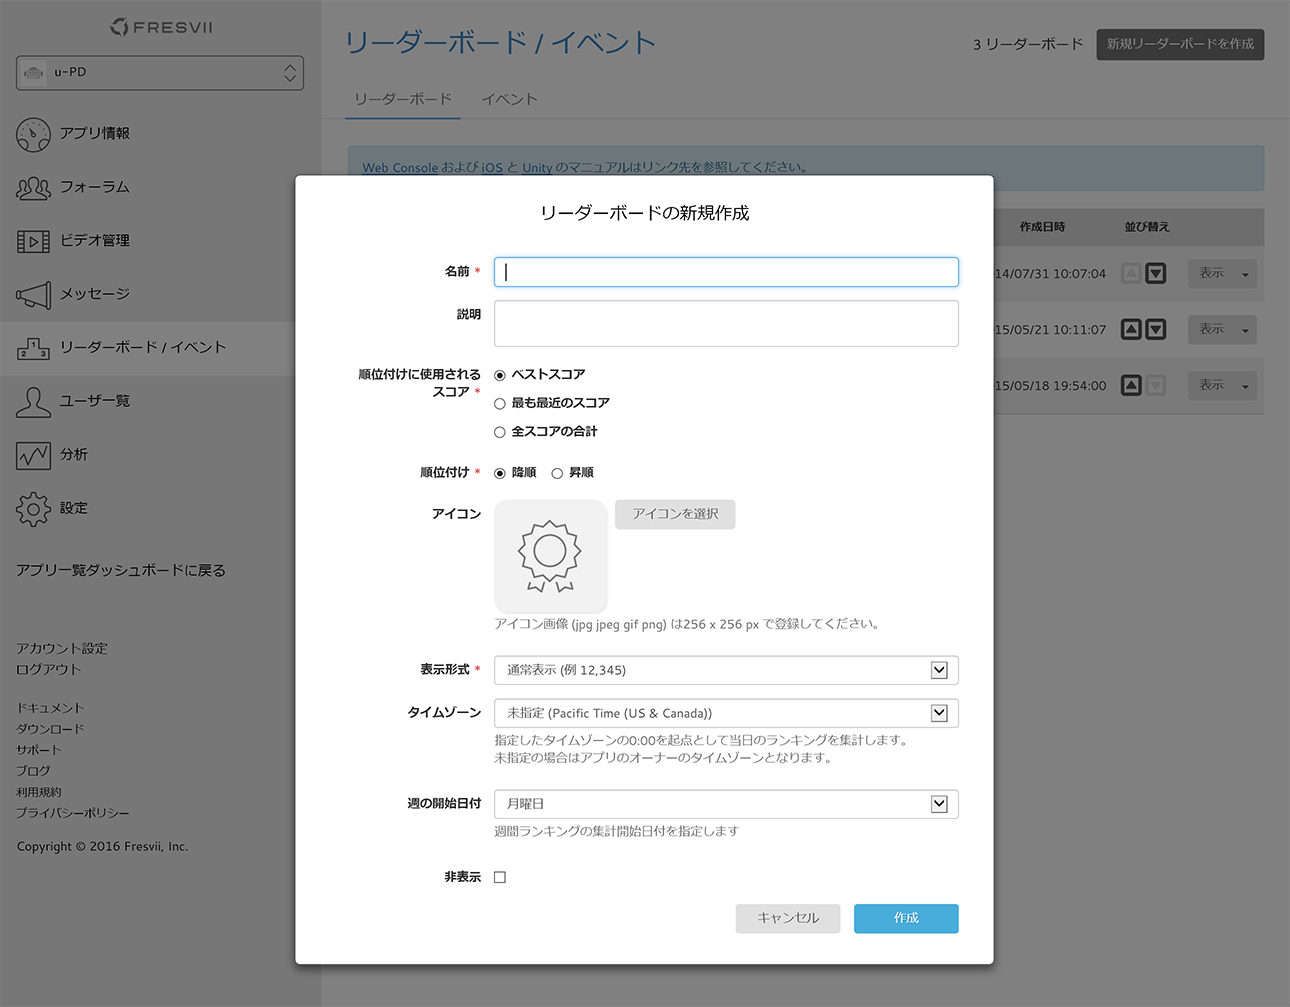 FRESVII
u-PD
アプリ情報
フォーラム
ビデオ管理
メッセージ
リーダーボード / イベント
ユーザー一覧
分析
設定
アプリ一覧ダッシュボードに戻る
アカウント設定
ログアウト
ドキュメント
ダウンロード
サポート
ブログ
利用規約
プライバシーポリシー
Copyright © 2016 Fresvii, Inc.
リーダーボード / イベント
3 リーダーボード
新規リーダーボードを作成
リーダーボード
イベント
Web Console および iOS と Unity のマニュアルはリンク先を参照してください。
作成日時 並び替え
14/07/31 10:07:04 表示
15/05/21 10:11:07 表示
15/05/18 19:54:00 表示
リーダーボードの新規作成
名前 *
説明
順位付けに使用される
スコア *
ベストスコア
最も最近のスコア
全スコアの合計
順位付け * 降順 昇順
アイコン
アイコンを選択
アイコン画像 (jpg jpeg gif png) は256 x 256 px で登録してください。
表示形式 * 通常表示 (例 12,345)
タイムゾーン 未指定 (Pacific Time (US & Canada))
指定したタイムゾーンの0:00を起点として当日のランキングを集計します。
未指定の場合はアプリのオーナーのタイムゾーンとなります。
週の開始日付 月曜日
週間ランキングの集計開始日付を指定します
非表示
キャンセル
作成